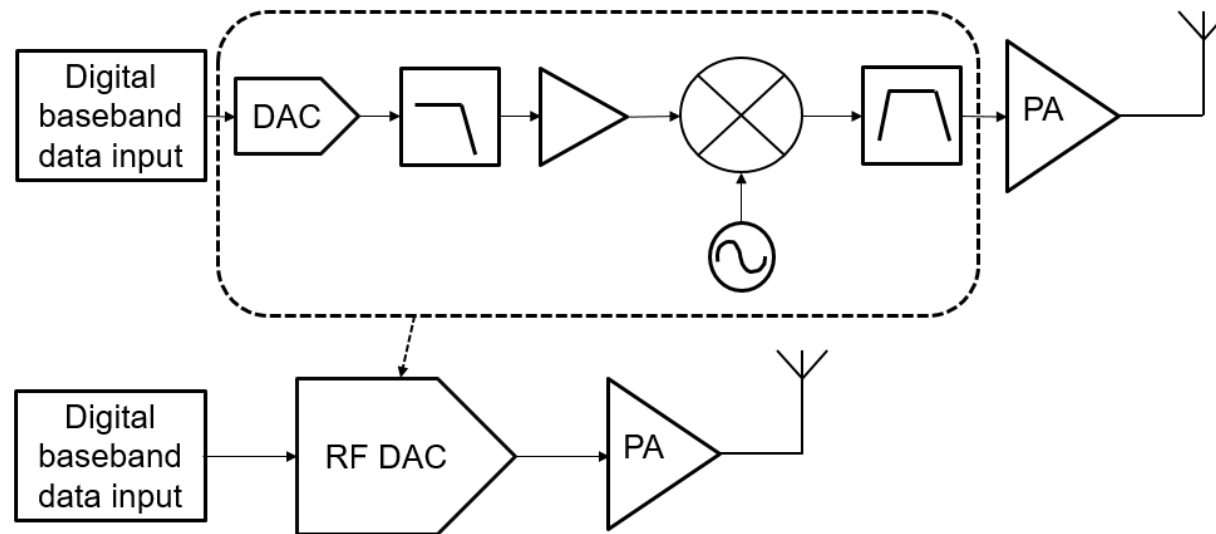 Digital
baseband
data input
DAC
PA
Digital
baseband
data input
RF DAC
PA